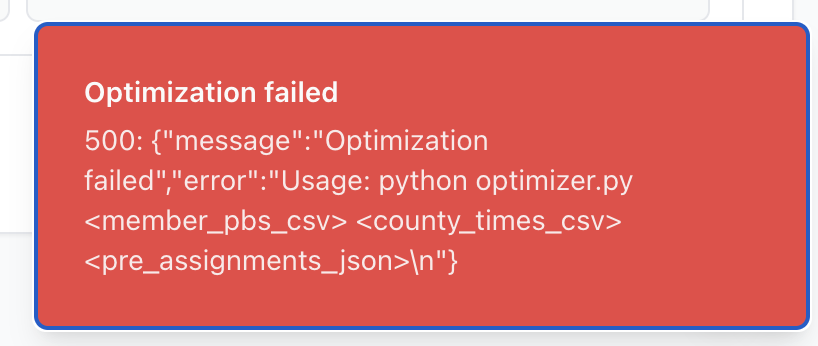 Optimization failed
500: {"message":"Optimization
failed","error":"Usage: python optimizer.py
<member_pbs_csv> <county_times_csv>
<pre_assignments_json>\n"}